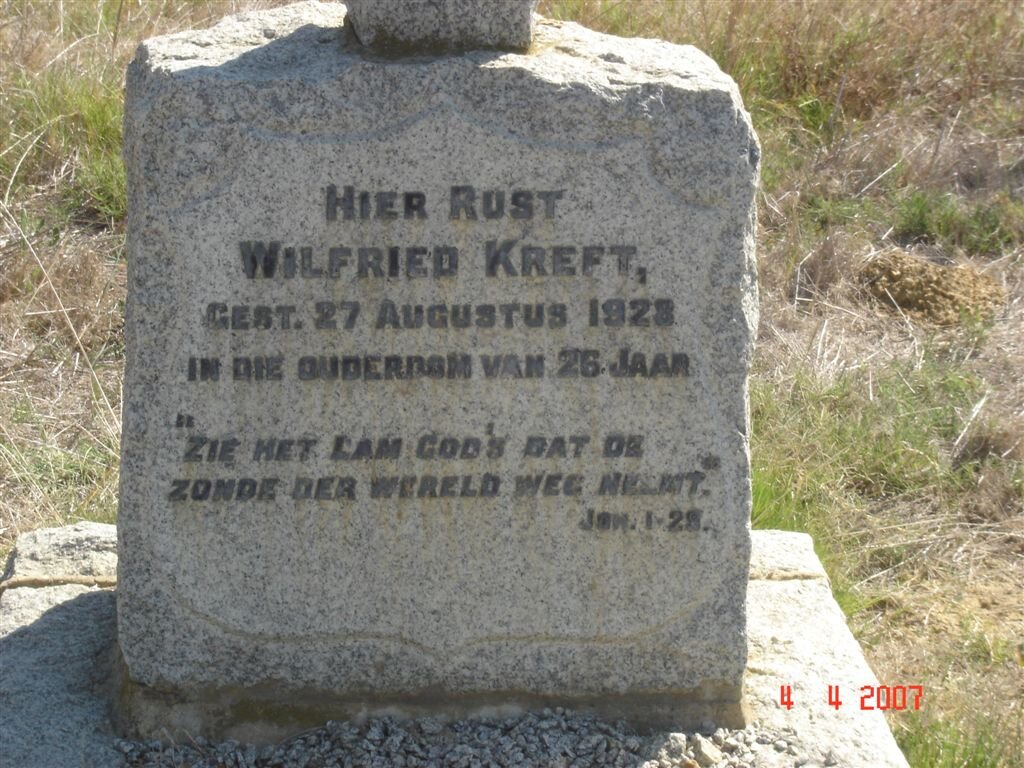 HIER RUST
WILFRIED KREFT,
GEST. 27 AUGUSTUS 1928
IN DIE OUDERDOM VAN 26 JAAR
"ZIE HET LAM GOD'S DAT DE
ZONDE DER WERELD WEG NEEMT."
JOH. 1-29.
4 4 2007